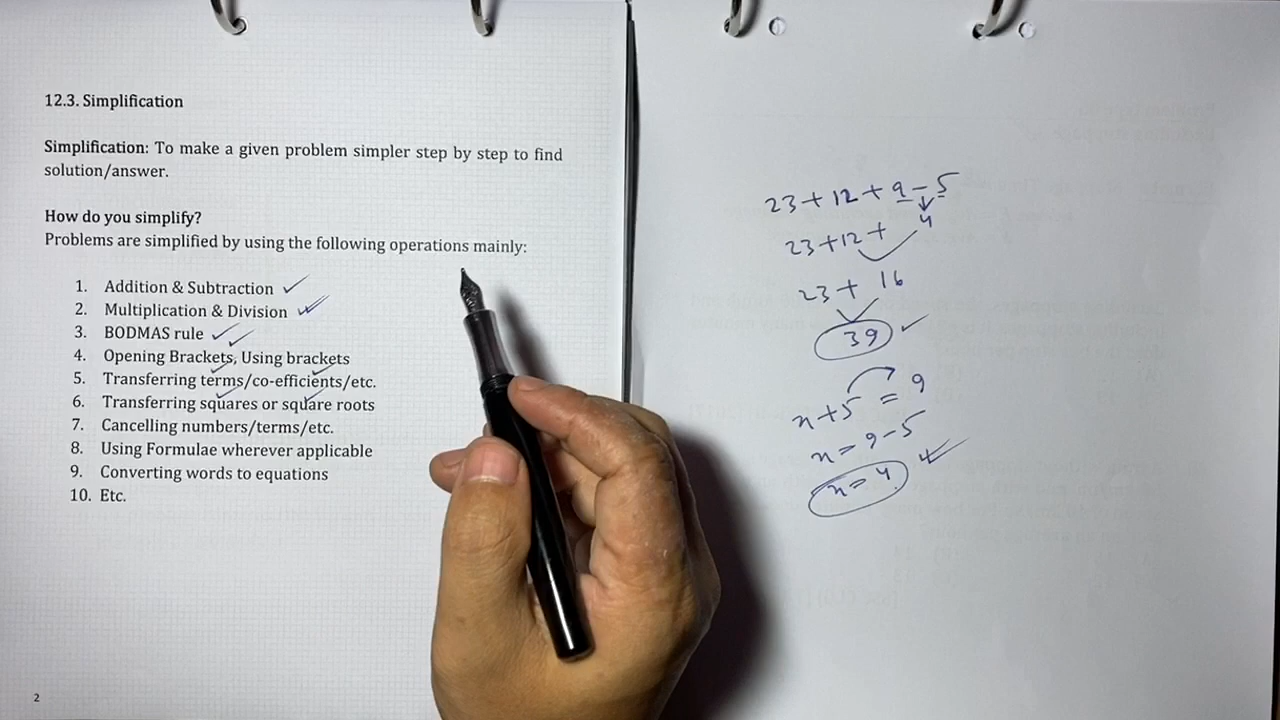 12.3. Simplification
Simplification: To make a given problem simpler step by step to find
solution/answer.
How do you simplify?
Problems are simplified by using the following operations mainly:
1. Addition & Subtraction
2. Multiplication & Division
3. BODMAS rule
4. Opening Brackets, Using brackets
5. Transferring terms/co-efficients/etc.
6. Transferring squares or square roots
7. Cancelling numbers/terms/etc.
8. Using Formulae wherever applicable
9. Converting words to equations
10. Etc.
2
23+12+9-5
23+12+ 4
23+ 16
39
x+5 = 9
x=9-5
x=4